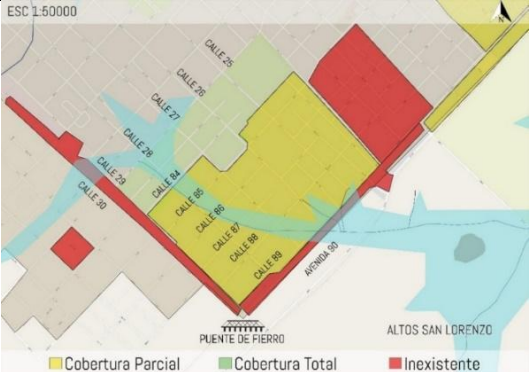 ESC 1:50000
N
CALLE 25
CALLE 26
CALLE 27
CALLE 28
CALLE 29
CALLE 84
CALLE 30
CALLE 85
CALLE 86
CALLE 87
CALLE 88
CALLE 89
AVENIDA 90
PUENTE DE FIERRO
ALTOS SAN LORENZO
Cobertura Parcial
Cobertura Total
Inexistente